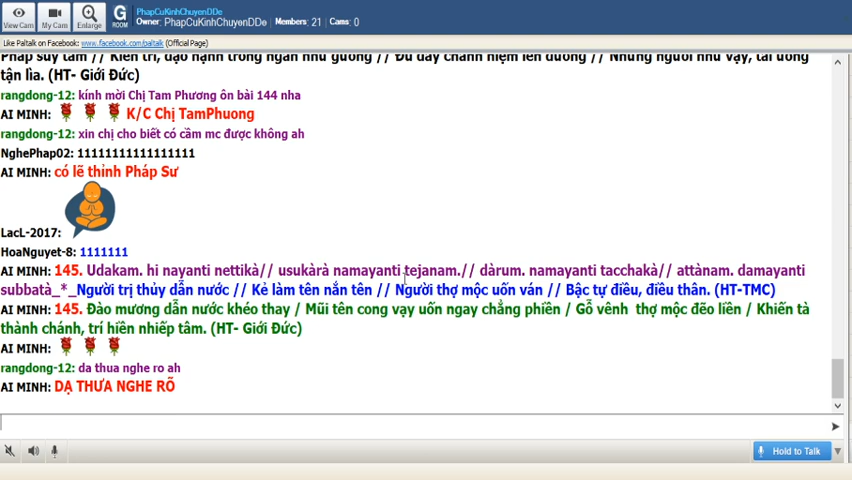 PhapCuKinhChuyenDDe
Owner: PhapCuKinhChuyenDDe Members: 21 Cams: 0
View Cam My Cam Enlarge G ROOM
Like Paltalk on Facebook: www.facebook.com/paltalk (Official Page)
Pháp suy tầm // Kiên trì, đạo hạnh trong ngần như gương // Đủ đầy chánh niệm lên đường // Những người như vậy, tai ương
tận lìa. (HT- Giới Đức)
rangdong-12: kính mời Chị Tam Phương ôn bài 144 nha
AI MINH: K/C Chị TamPhuong
rangdong-12: xin chị cho biết có cầm mc được không ah
NghePhap02: 11111111111111111
AI MINH: có lẽ thỉnh Pháp Sư
LacL-2017:
HoaNguyet-8: 1111111
AI MINH: 145. Udakam. hi nayanti nettikà// usukàrà namayanti tejanam.// dàrum. namayanti tacchakà// attànam. damayanti
subbatà_*_Người trị thủy dẫn nước // Kẻ làm tên nắn tên // Người thợ mộc uốn ván // Bậc tự điều, điều thân. (HT-TMC)
AI MINH: 145. Đào mương dẫn nước khéo thay / Mũi tên cong vạy uốn ngay chẳng phiền / Gỗ vênh thợ mộc đẽo liền / Khiến tà
thành chánh, trí hiền nhiếp tâm. (HT- Giới Đức)
AI MINH:
rangdong-12: da thua nghe ro ah
AI MINH: DẠ THƯA NGHE RÕ
Hold to Talk